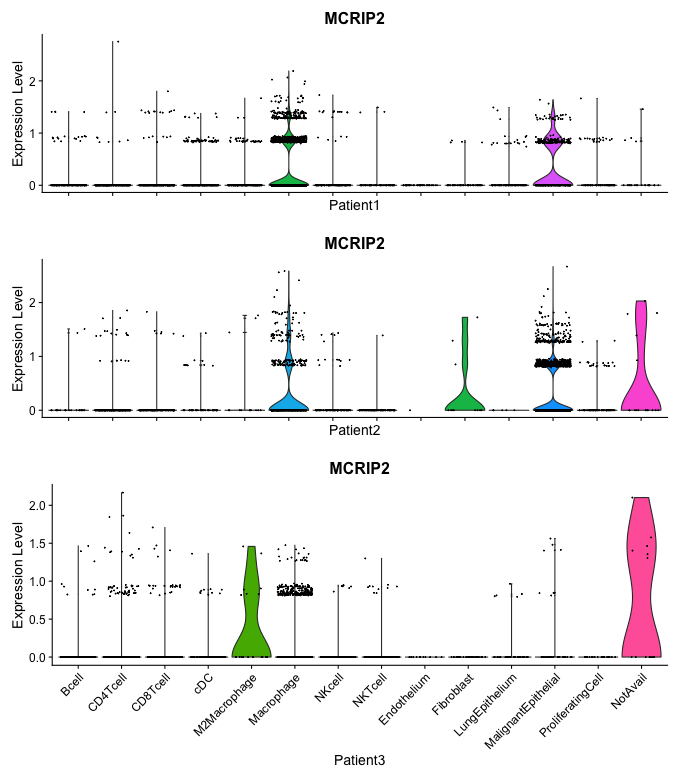 MCRIP2
Expression Level
2
1
0
Patient1
MCRIP2
Expression Level
2
1
0
Patient2
MCRIP2
Expression Level
2.0
1.5
1.0
0.5
0.0
Bcell
CD4Tcell
CD8Tcell
cDC
M2Macrophage
Macrophage
NKcell
NKTcell
Endothelium
Fibroblast
LungEpithelium
MalignantEpithelial
ProliferatingCell
NotAvail
Patient3